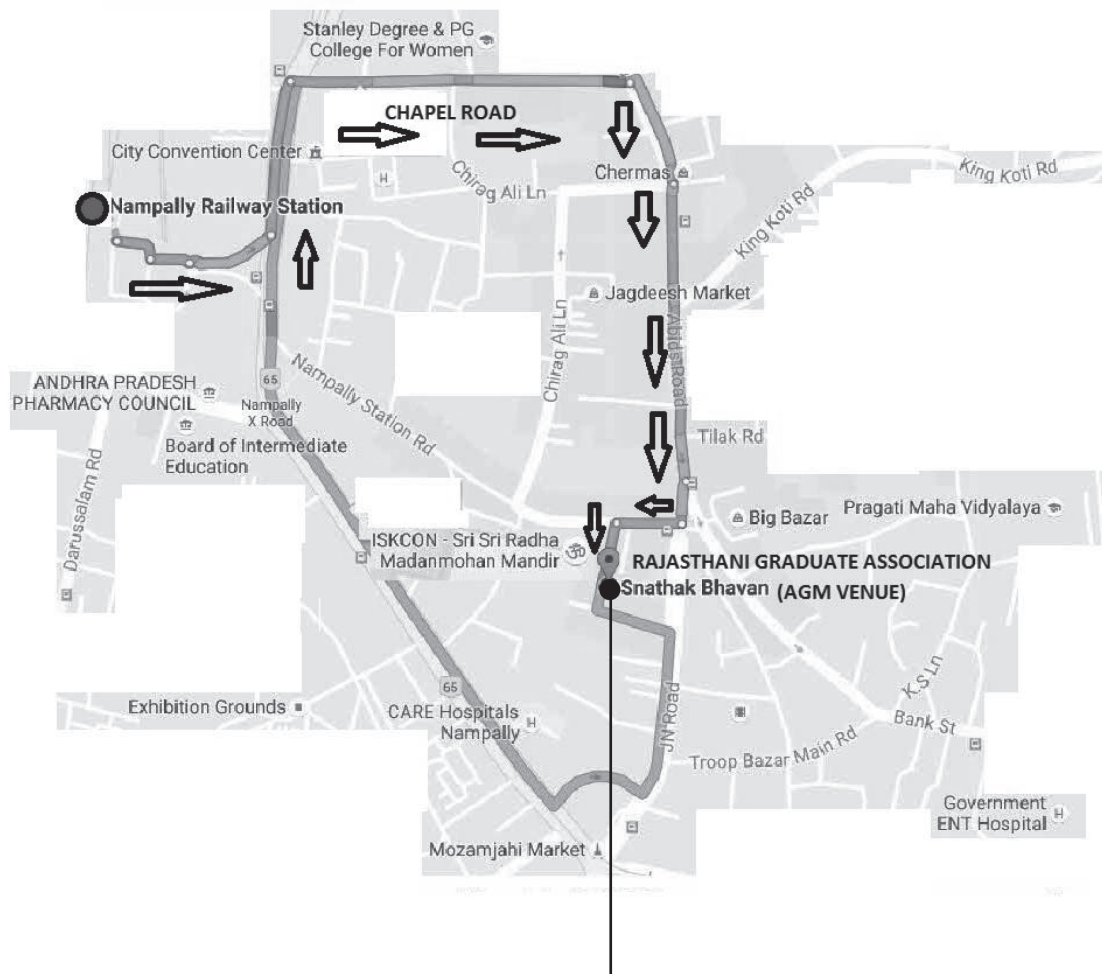 Stanley Degree & PG
College For Women
CHAPEL ROAD
City Convention Center
H
Chirag Ali Ln
Chermas
King Koti Rd
King Koti Rd
Nampally Railway Station
Jagdeesh Market
Chirag Ali Ln
Abids Road
Nampally Station Rd
65
ANDHRA PRADESH
PHARMACY COUNCIL
Nampally
X Road
Board of Intermediate
Education
Darussalam Rd
Tilak Rd
Big Bazar
Pragati Maha Vidyalaya
ISKCON - Sri Sri Radha
Madanmohan Mandir
ॐ
RAJASTHANI GRADUATE ASSOCIATION
Snathak Bhavan (AGM VENUE)
65
Exhibition Grounds
CARE Hospitals
Nampally
H
JN Road
K.S Ln
Bank St
Troop Bazar Main Rd
Government
ENT Hospital
H
Mozamjahi Market